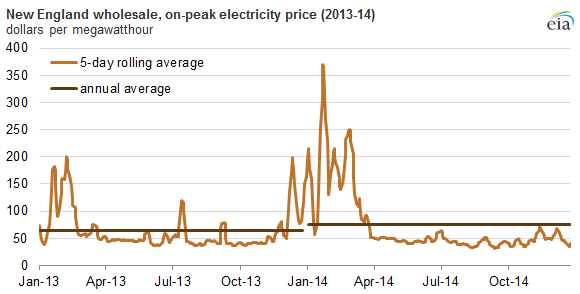 New England wholesale, on-peak electricity price (2013-14)
dollars per megawatthour
eia
400
350
300
250
200
150
100
50
0
5-day rolling average
annual average
Jan-13
Apr-13
Jul-13
Oct-13
Jan-14
Apr-14
Jul-14
Oct-14